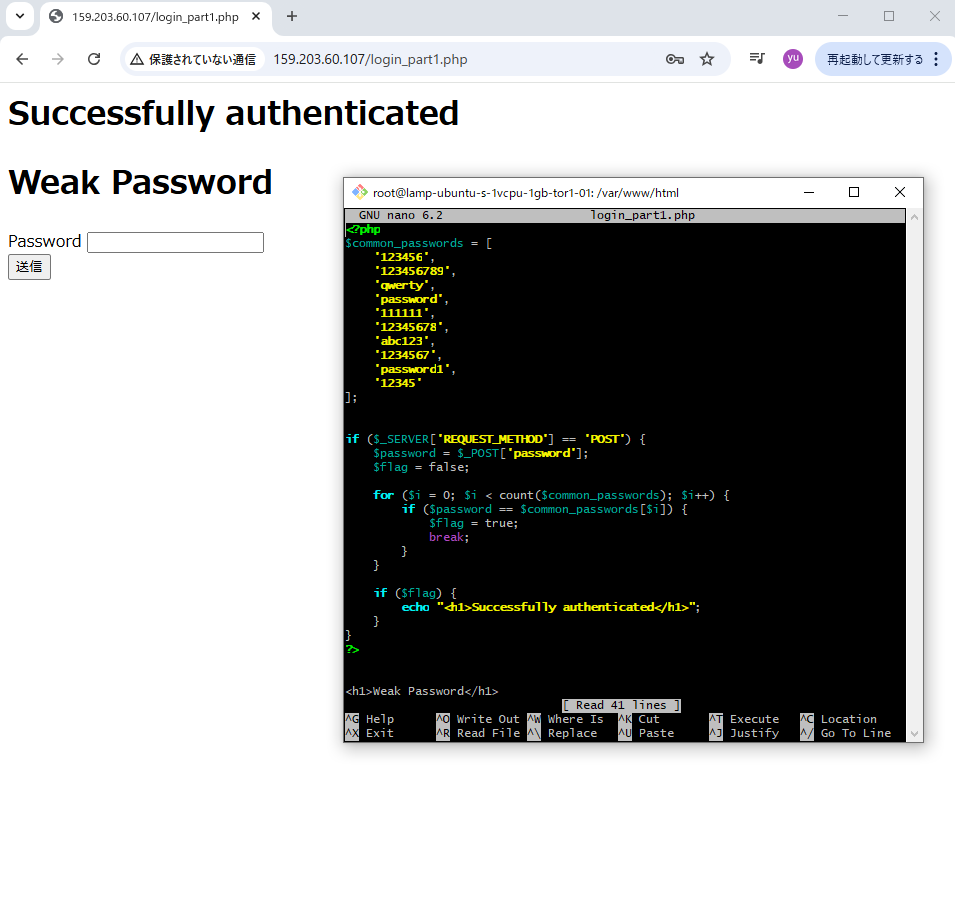 159.203.60.107/login_part1.php
保護されていない通信
159.203.60.107/login_part1.php
yu
再起動して更新する
Successfully authenticated
Weak Password
Password
送信
root@lamp-ubuntu-s-1vcpu-1gb-tor1-01: /var/www/html
GNU nano 6.2 login_part1.php
<?php
$common_passwords = [
'123456',
'123456789',
'qwerty',
'password',
'111111',
'12345678',
'abc123',
'1234567',
'password1',
'12345'
];
if ($_SERVER['REQUEST_METHOD'] == 'POST') {
$password = $_POST['password'];
$flag = false;
for ($i = 0; $i < count($common_passwords); $i++) {
if ($password == $common_passwords[$i]) {
$flag = true;
break;
}
}
if ($flag) {
echo "<h1>Successfully authenticated</h1>";
}
}
?>
<h1>Weak Password</h1>
[ Read 41 lines ]
^G Help ^O Write Out ^W Where Is ^K Cut ^T Execute ^C Location
^X Exit ^R Read File ^\ Replace ^U Paste ^J Justify ^/ Go To Line